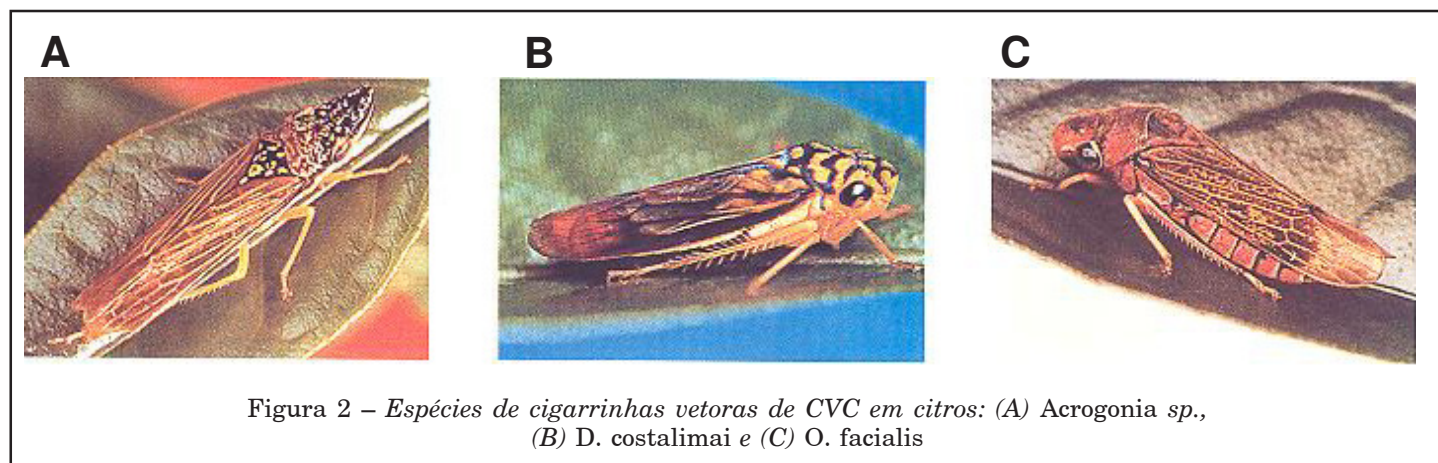 A B C
Figura 2 – Espécies de cigarrinhas vetoras de CVC em citros: (A) Acrogonia sp.,
(B) D. costalimai e (C) O. facialis